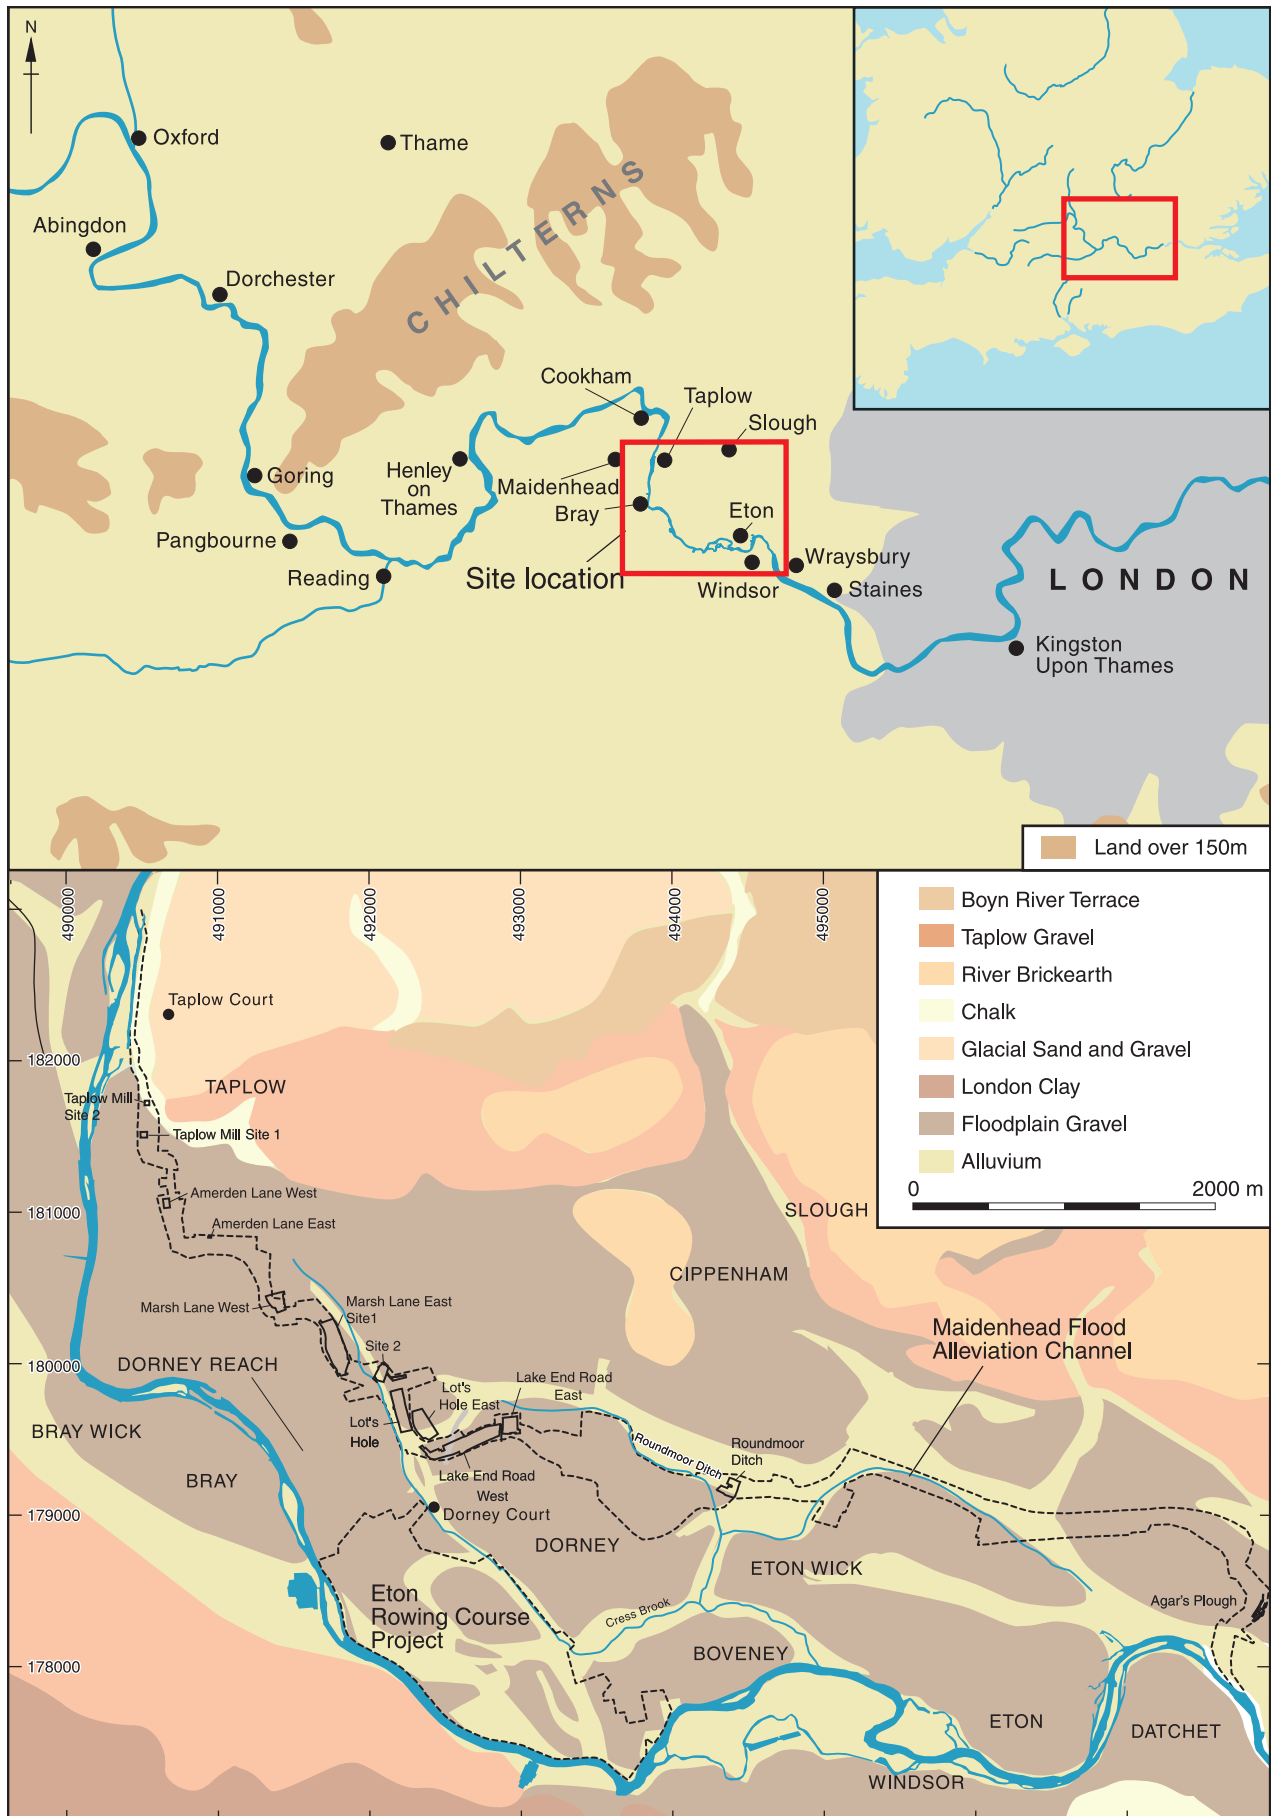 N
Oxford
Thame
Abingdon
CHILTERNS
Dorchester
Cookham
Taplow
Slough
Goring
Henley
on
Thames
Maidenhead
Bray
Eton
Pangbourne
Reading
Site location
Wraysbury
Windsor
Staines
LONDON
Kingston
Upon Thames
Land over 150m
490000
491000
492000
493000
494000
495000
Boyn River Terrace
Taplow Gravel
River Brickearth
Chalk
Glacial Sand and Gravel
London Clay
Floodplain Gravel
Alluvium
0
2000 m
Taplow Court
182000
TAPLOW
Taplow Mill
Site 2
Taplow Mill Site 1
Amerden Lane West
181000
SLOUGH
Amerden Lane East
CIPPENHAM
Marsh Lane West
Marsh Lane East
Site1
Maidenhead Flood
Alleviation Channel
Site 2
180000
DORNEY REACH
Lake End Road
East
Lot's
Hole East
Lot's
Hole
BRAY WICK
Roundmoor Ditch
Roundmoor
Ditch
BRAY
Lake End Road
West
179000
Dorney Court
DORNEY
ETON WICK
Eton
Rowing Course
Project
Agar's Plough
Cress Brook
BOVENEY
178000
ETON
DATCHET
WINDSOR